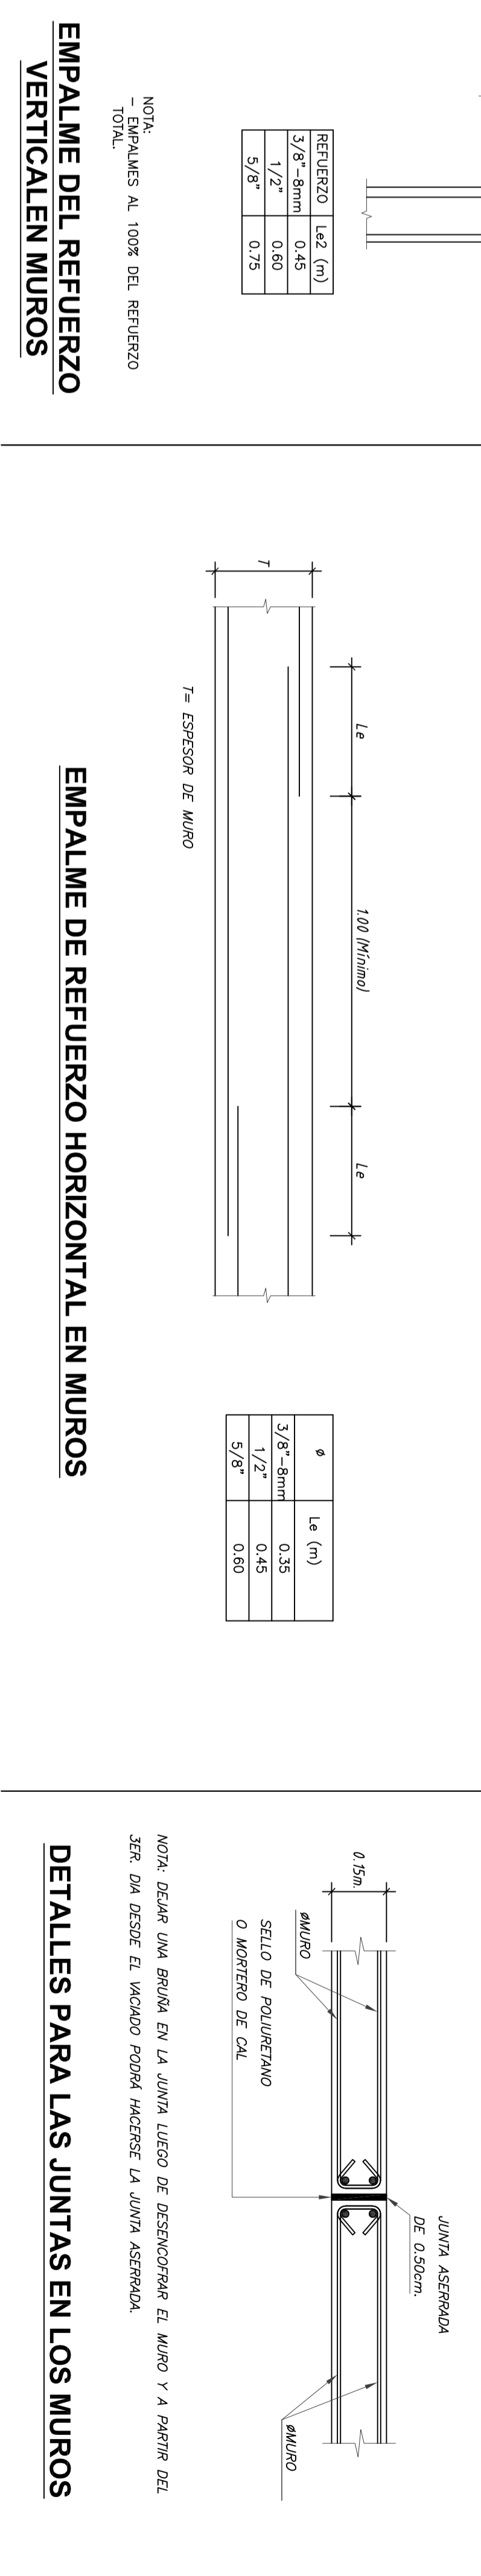 REFUERZO Le2 (m)
3/8"-8mm 0.45
1/2" 0.60
5/8" 0.75
NOTA:
- EMPALMES AL 100% DEL REFUERZO
TOTAL.
EMPALME DEL REFUERZO
VERTICALEN MUROS
Le
1.00 (Mínimo)
Le
T
T= ESPESOR DE MURO
Ø Le (m)
3/8"-8mm 0.35
1/2" 0.45
5/8" 0.60
EMPALME DE REFUERZO HORIZONTAL EN MUROS
JUNTA ASERRADA
DE 0.50cm.
0.15m.
øMURO
øMURO
SELLO DE POLIURETANO
O MORTERO DE CAL
NOTA: DEJAR UNA BRUÑA EN LA JUNTA LUEGO DE DESENCOFRAR EL MURO Y A PARTIR DEL
3ER. DIA DESDE EL VACIADO PODRÁ HACERSE LA JUNTA ASERRADA.
DETALLES PARA LAS JUNTAS EN LOS MUROS